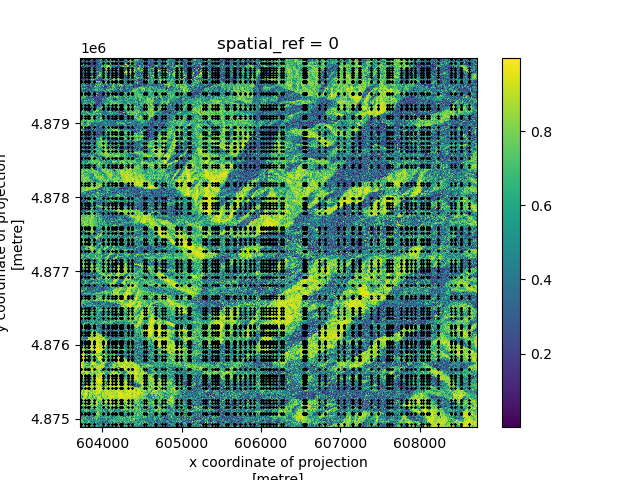 spatial_ref = 0
1e6
4.879
4.878
4.877
4.876
4.875
y coordinate of projection
[metre]
604000 605000 606000 607000 608000
x coordinate of projection
[metre]
0.8
0.6
0.4
0.2